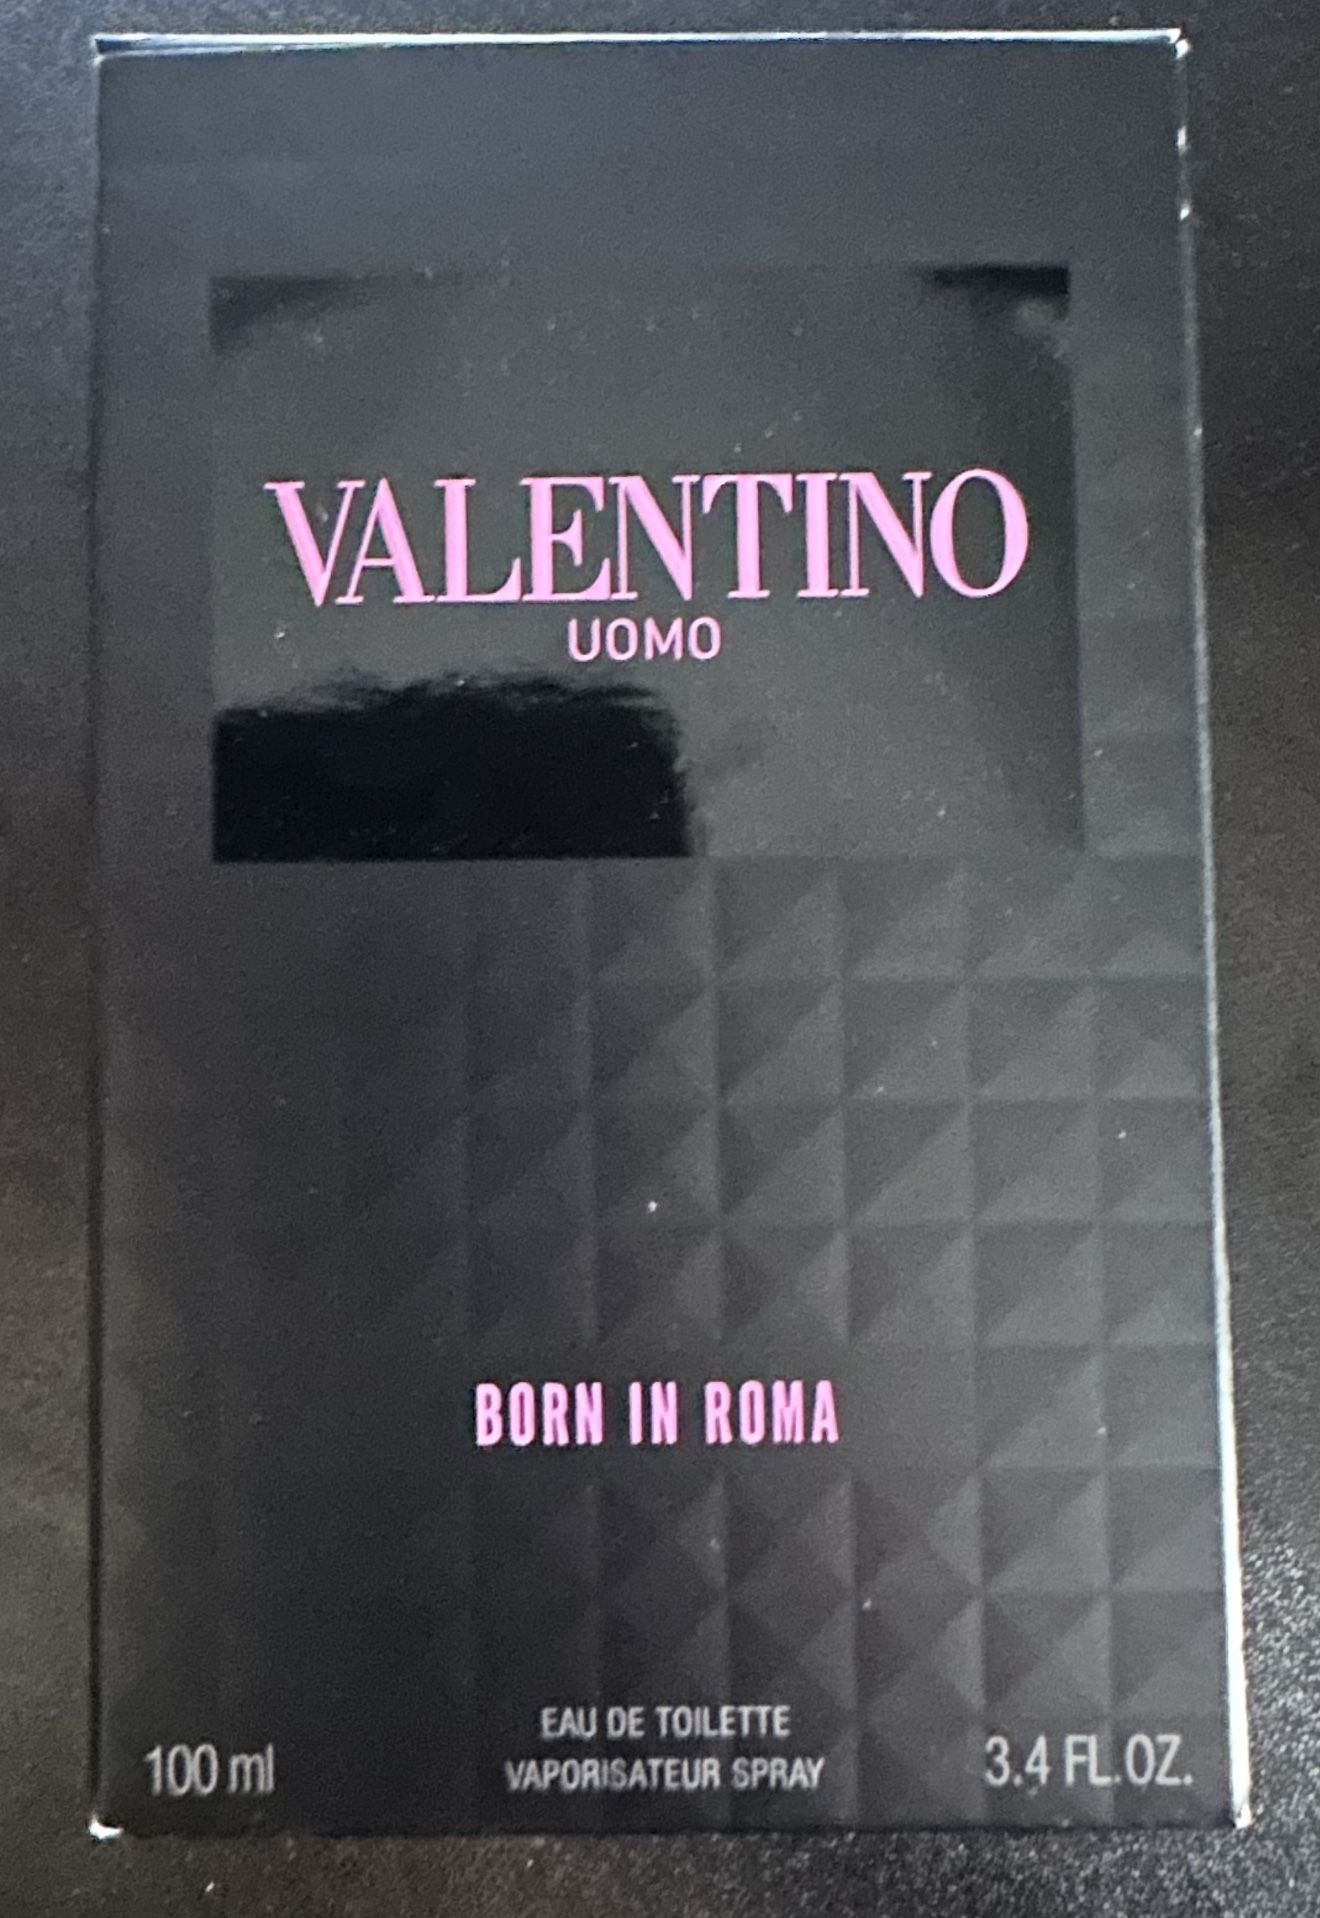 VALENTINO
UOMO
BORN IN ROMA
EAU DE TOILETTE
100 ml VAPORISATEUR SPRAY 3.4 FL.OZ.